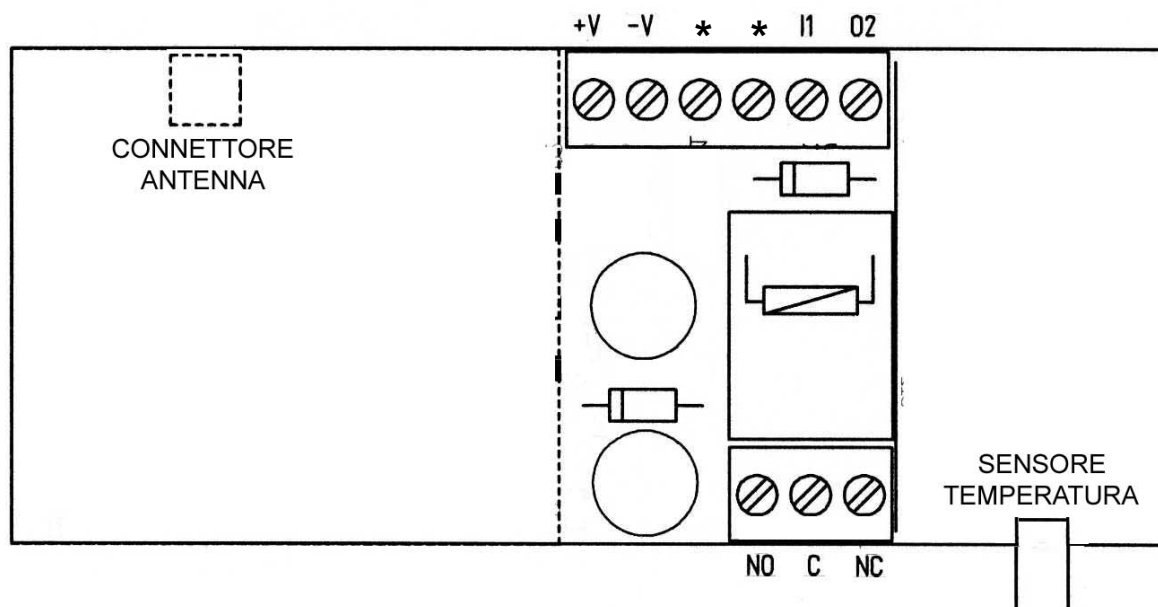 +V -V * * I1 O2
CONNETTORE
ANTENNA
SENSORE
TEMPERATURA
NO C NC